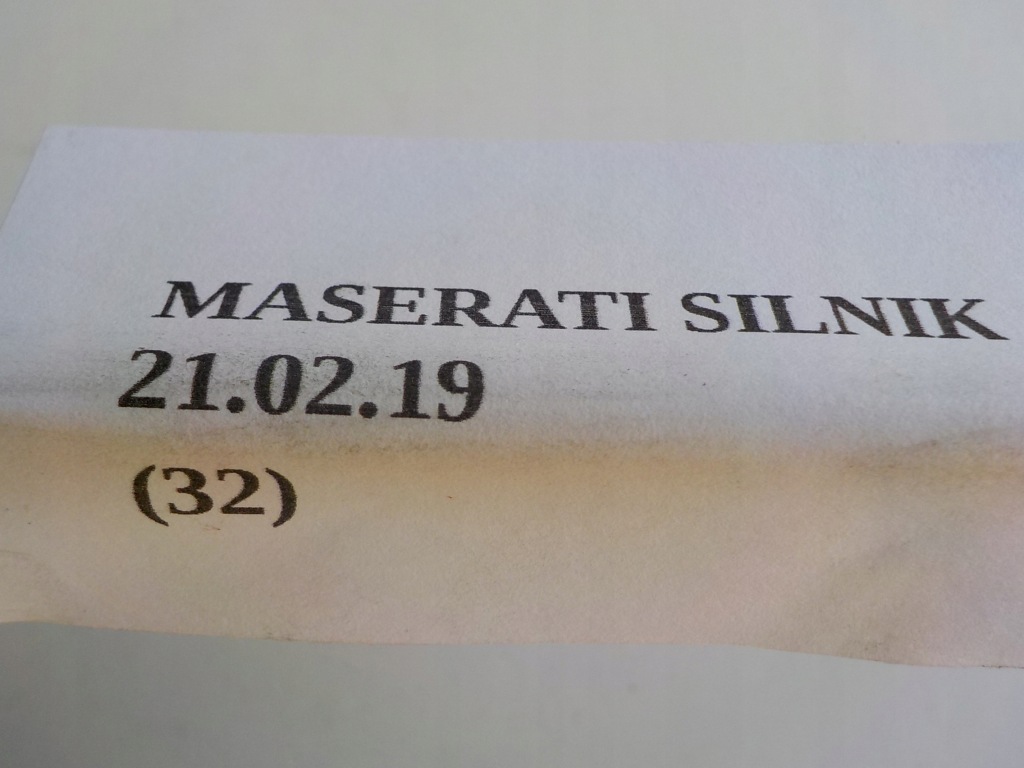 MASERATI SILNIK
21.02.19
(32)